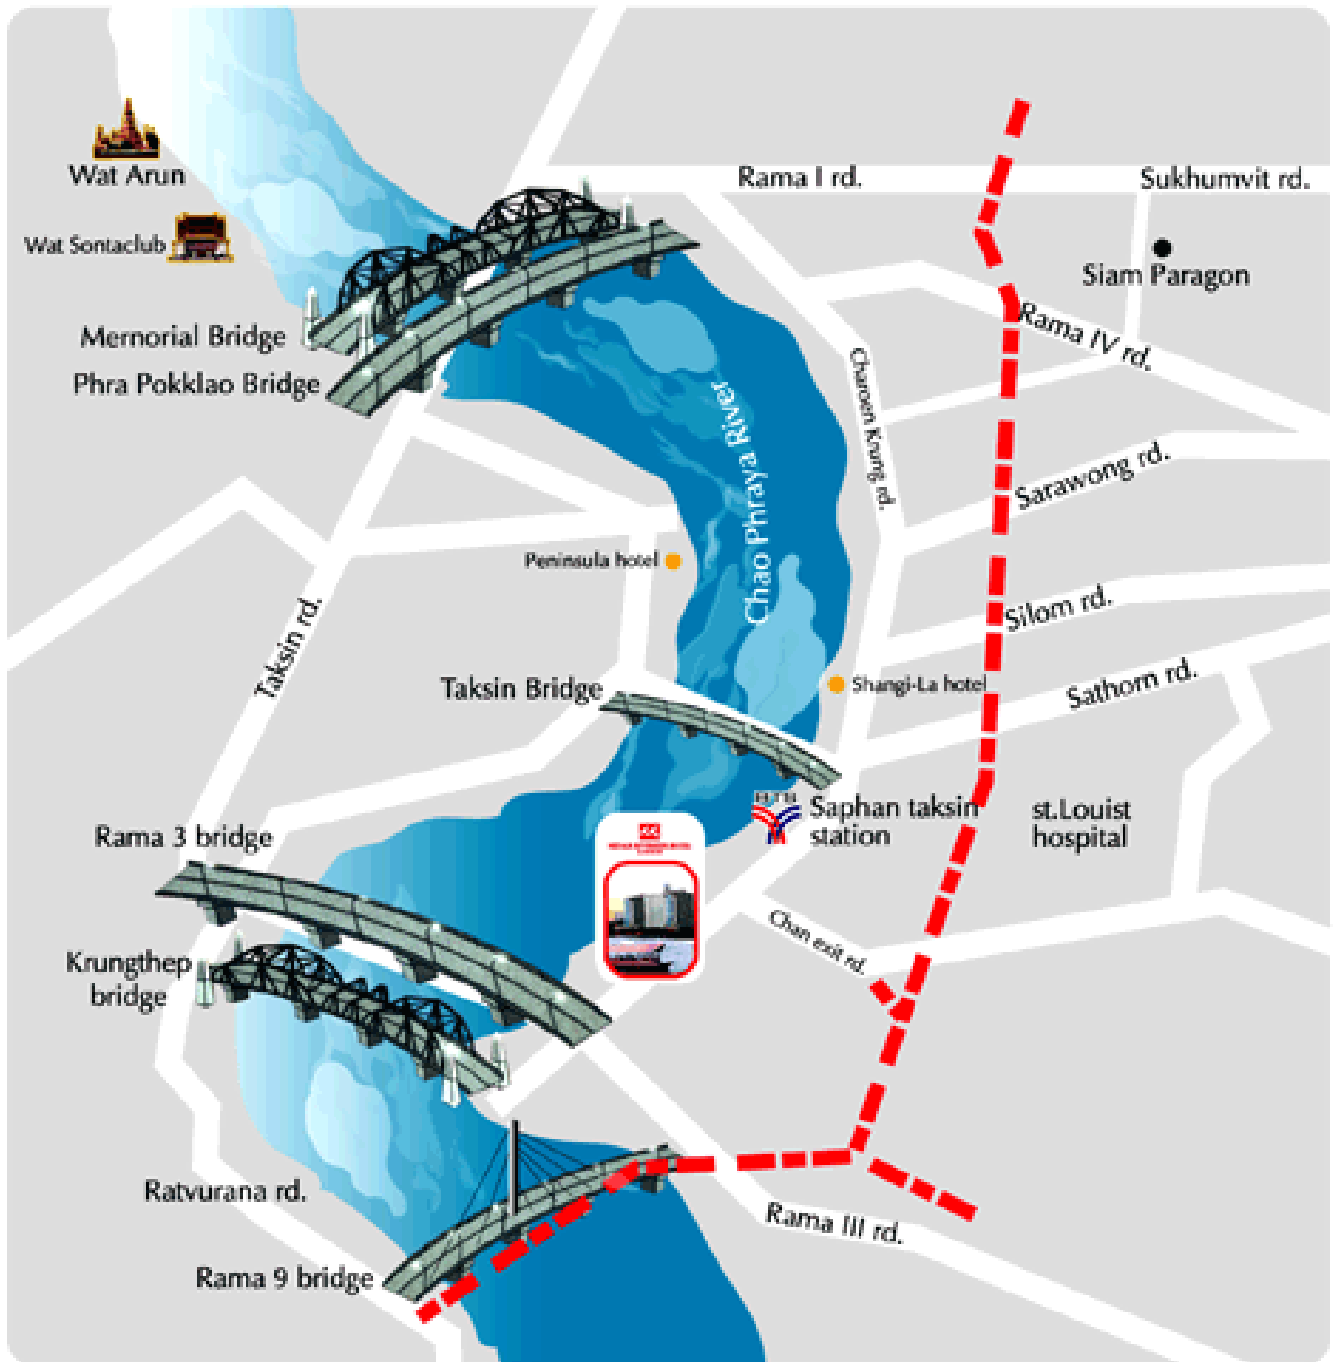 Wat Arun
Rama I rd.
Sukhumvit rd.
Wat Sontaclub
Siam Paragon
Mernorial Bridge
Rama IV rd.
Phra Pokklao Bridge
Charoen Krung rd.
Chao Phraya River
Sarawong rd.
Peninsula hotel
Silom rd.
Taksin rd.
Taksin Bridge
Shangi-La hotel
Sathorn rd.
BTS
Saphan taksin
station
st.Louist
hospital
Rama 3 bridge
Chan exit rd.
Krungthep
bridge
Ratvurana rd.
Rama III rd.
Rama 9 bridge